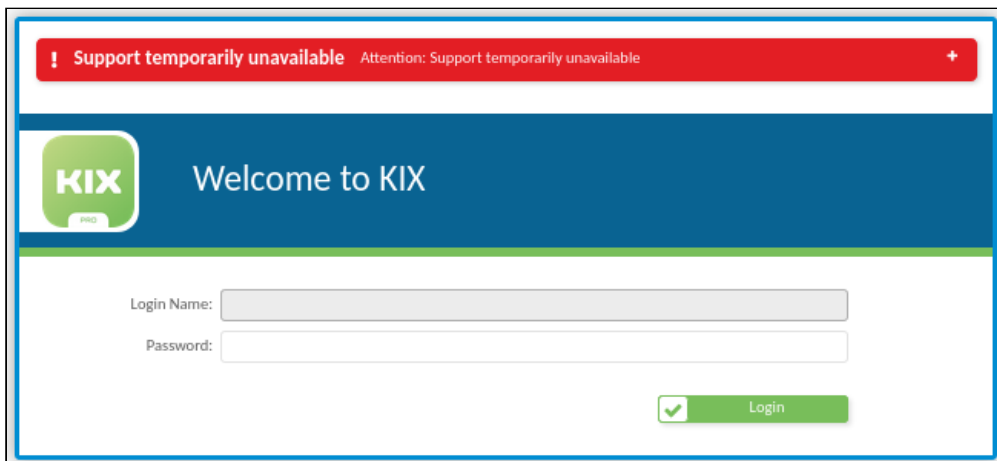 ! Support temporarily unavailable Attention: Support temporarily unavailable +
KIX
PRO
Welcome to KIX
Login Name:
Password:
Login